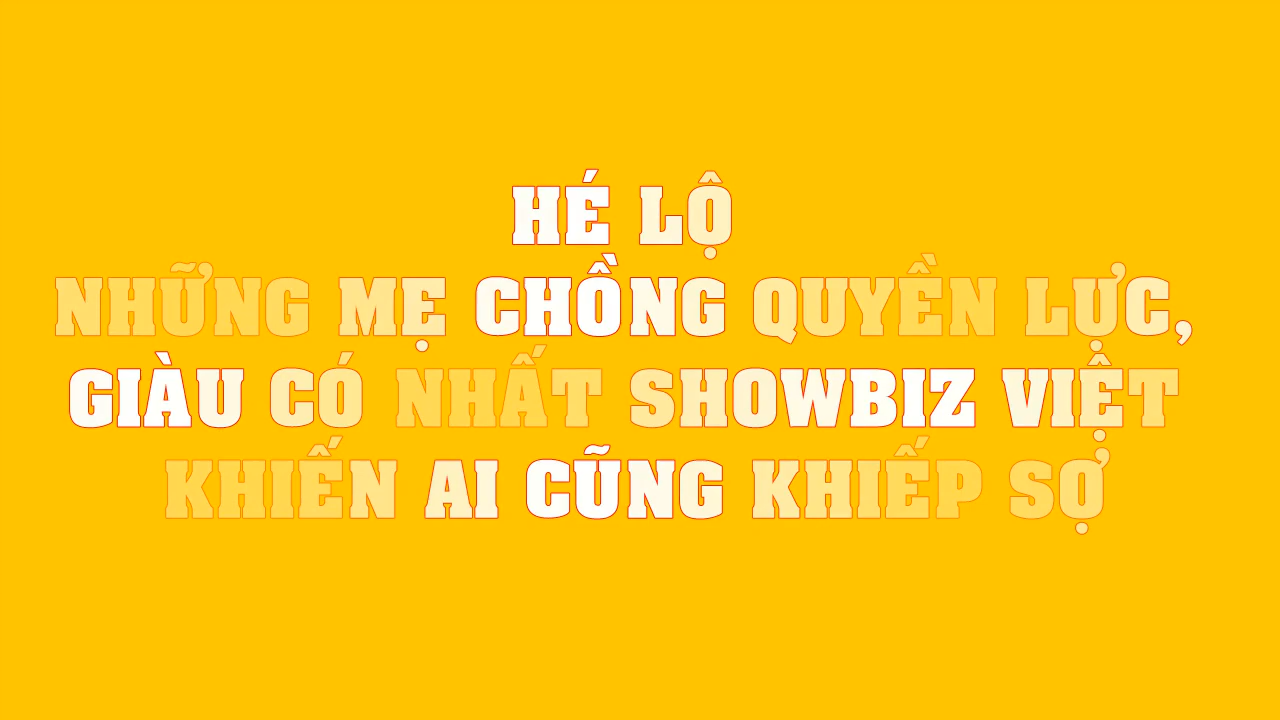 HÉ LỘ
NHỮNG MẸ CHỒNG QUYỀN LỰC,
GIÀU CÓ NHẤT SHOWBIZ VIỆT
KHIẾN AI CŨNG KHIẾP SỢ